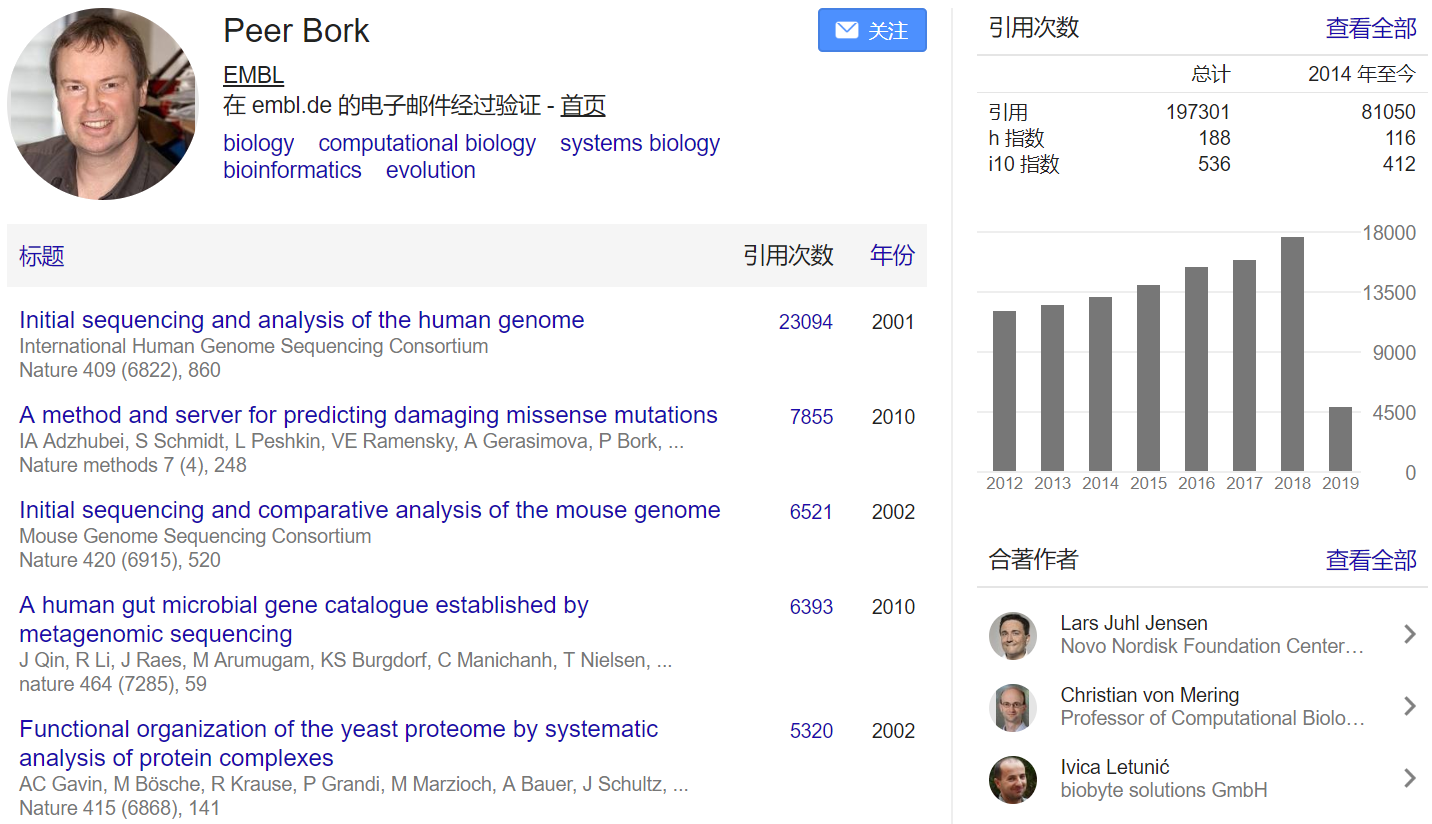 Peer Bork
关注
EMBL
在 embl.de 的电子邮件经过验证 - 首页
biology computational biology systems biology
bioinformatics evolution
标题 引用次数 年份
Initial sequencing and analysis of the human genome 23094 2001
International Human Genome Sequencing Consortium
Nature 409 (6822), 860
A method and server for predicting damaging missense mutations 7855 2010
IA Adzhubei, S Schmidt, L Peshkin, VE Ramensky, A Gerasimova, P Bork, ...
Nature methods 7 (4), 248
Initial sequencing and comparative analysis of the mouse genome 6521 2002
Mouse Genome Sequencing Consortium
Nature 420 (6915), 520
A human gut microbial gene catalogue established by 6393 2010
metagenomic sequencing
J Qin, R Li, J Raes, M Arumugam, KS Burgdorf, C Manichanh, T Nielsen, ...
nature 464 (7285), 59
Functional organization of the yeast proteome by systematic 5320 2002
analysis of protein complexes
AC Gavin, M Bösche, R Krause, P Grandi, M Marzioch, A Bauer, J Schultz, ...
Nature 415 (6868), 141
引用次数 查看全部
总计 2014 年至今
引用 197301 81050
h 指数 188 116
i10 指数 536 412
18000
13500
9000
4500
0
2012 2013 2014 2015 2016 2017 2018 2019
合著作者 查看全部
Lars Juhl Jensen
Novo Nordisk Foundation Center…
Christian von Mering
Professor of Computational Biolo…
Ivica Letunić
biobyte solutions GmbH